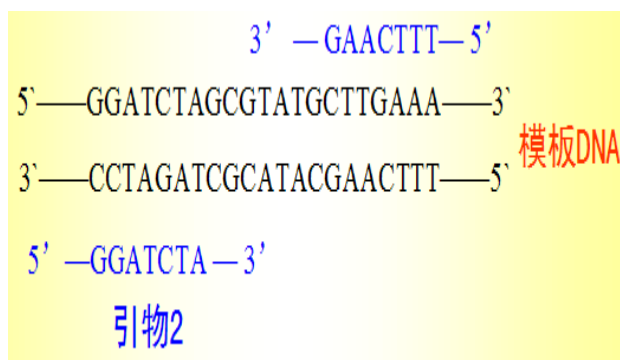 3’ —GAACTTT—5’
5`——GGATCTAGCGTATGCTTGAAA——3`
模板DNA
3`——CCTAGATCGCATACGAACTTT——5`
5’ —GGATCTA—3’
引物2